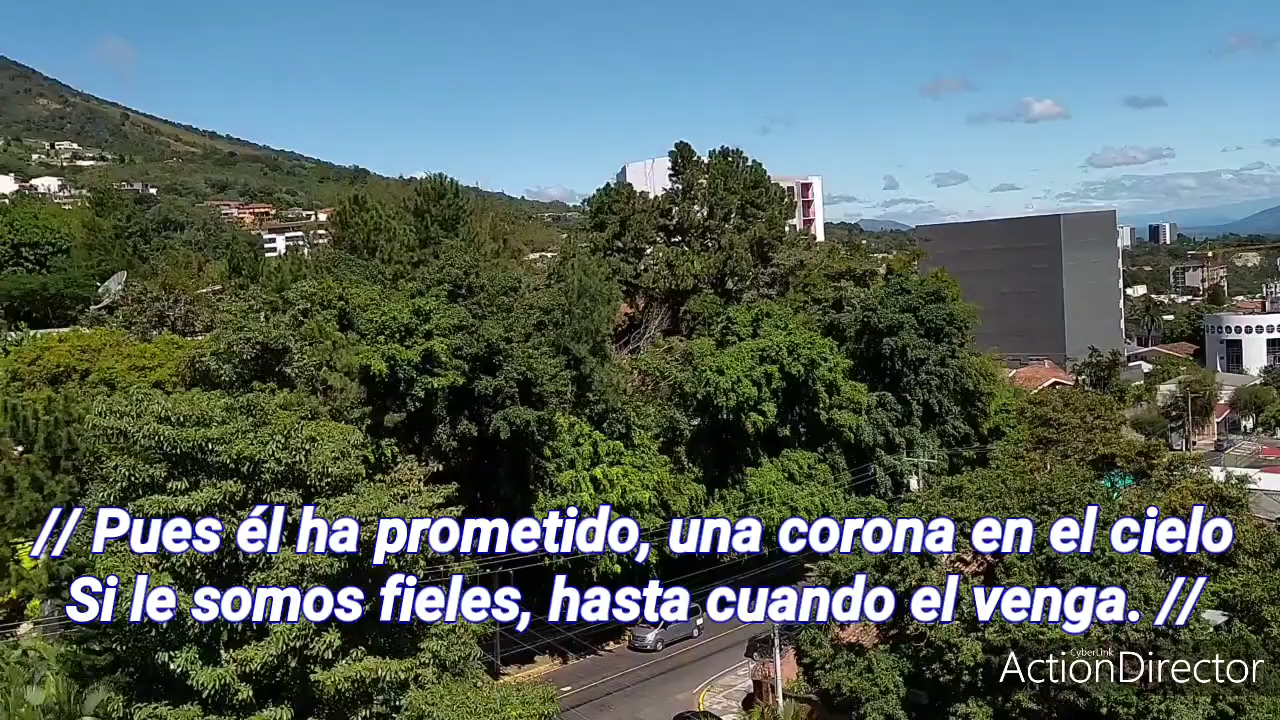 // Pues él ha prometido, una corona en el cielo
Si le somos fieles, hasta cuando el venga. //
CyberLink
ActionDirector